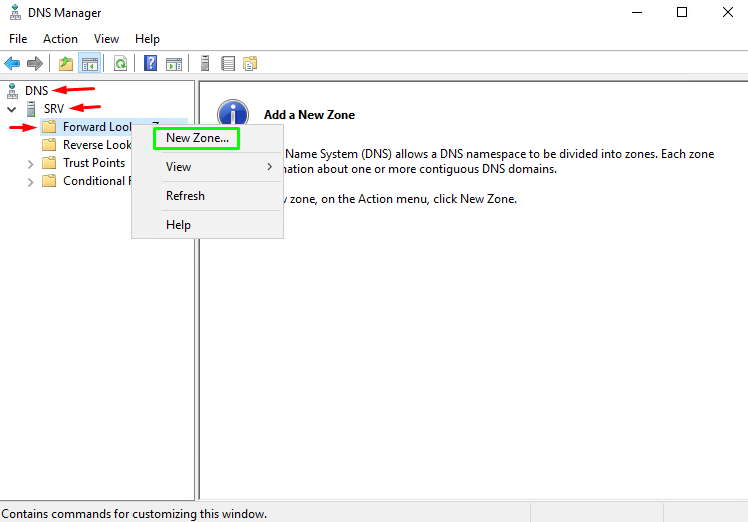 DNS Manager
File Action View Help
DNS
SRV
Forward Look
Reverse Look
Trust Points
Conditional F
New Zone...
View
Refresh
Help
Add a New Zone
Name System (DNS) allows a DNS namespace to be divided into zones. Each zone
mation about one or more contiguous DNS domains.
zone, on the Action menu, click New Zone.
Contains commands for customizing this window.